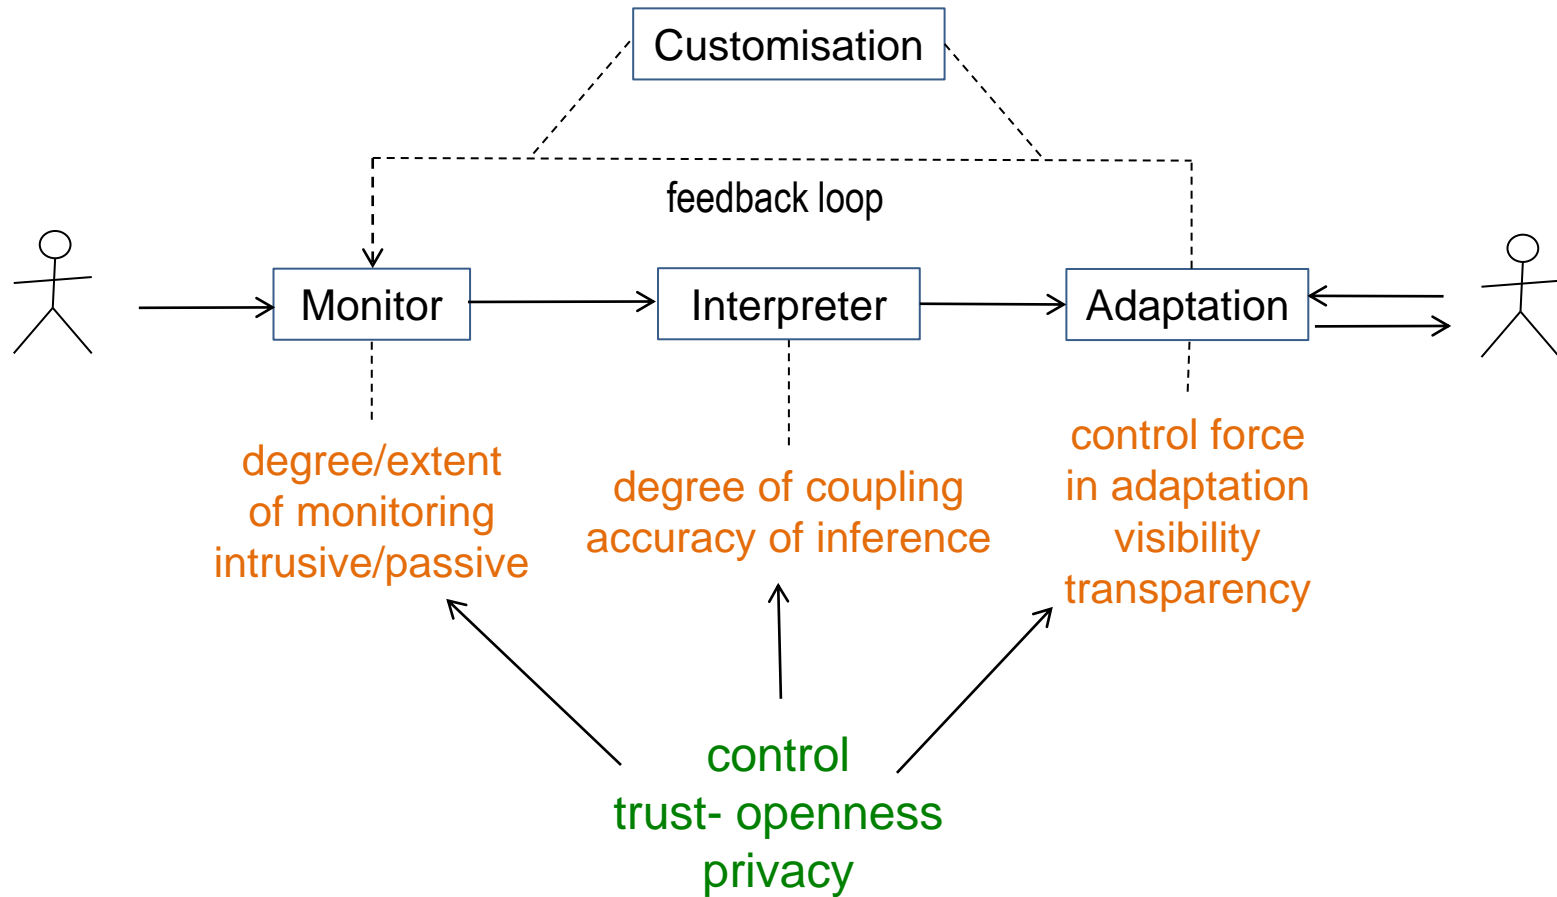 Customisation
feedback loop
Monitor
Interpreter
Adaptation
degree/extent
of monitoring
intrusive/passive
degree of coupling
accuracy of inference
control force
in adaptation
visibility
transparency
control
trust- openness
privacy